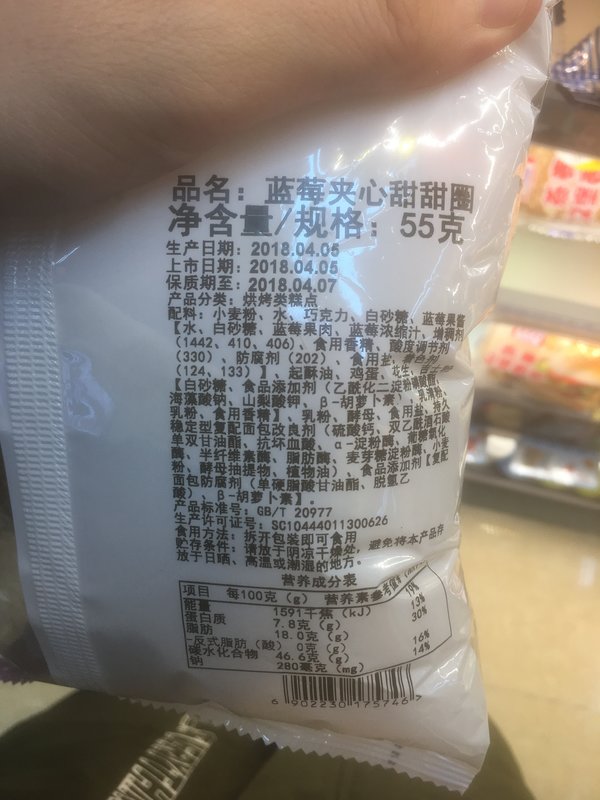 品名：蓝莓夹心甜甜圈
净含量/规格：55克
生产日期：2018.04.05
上市日期：2018.04.05
保质期至：2018.04.07
产品分类：烘烤类糕点
配料：小麦粉、水、巧克力、白砂糖、蓝莓果酱
【水、白砂糖、蓝莓果肉、蓝莓浓缩汁、增稠剂
（1442、410、406）、食用香精、酸度调节剂
（330）、防腐剂（202）、食用盐、
（124、133）】、起酥油、鸡蛋、
【白砂糖、食品添加剂（乙酰化二淀粉磷酸酯、
海藻酸钠、山梨酸钾、β-胡萝卜素）、
乳粉、食用香精】、乳粉、酵母、食用盐、
稳定型复配面包改良剂（硫酸钙、双乙酰酒石酸
单双甘油酯、抗坏血酸、α-淀粉酶、葡糖氧化
酶、半纤维素酶、脂肪酶、麦芽糖淀粉酶、小麦
粉、酵母抽提物、植物油）、食品添加剂【复配
面包防腐剂（单硬脂酸甘油酯、脱氢乙
酸）、β-胡萝卜素】。
产品标准号：GB/T 20977
生产许可证号：SC10444011300626
食用方法：拆开包装即可食用
贮存条件：请放于阴凉干燥处，避免将本产品存
放于日晒、高温或潮湿的地方。
营养成分表
项目 每100克（g） 营养素参考值%
能量 1591千焦（kJ） 19%
蛋白质 7.8克（g） 13%
脂肪 18.0克（g） 30%
-反式脂肪（酸） 0克（g）
碳水化合物 46.6克（g） 16%
钠 280毫克（mg） 14%
6 902230 175746 7